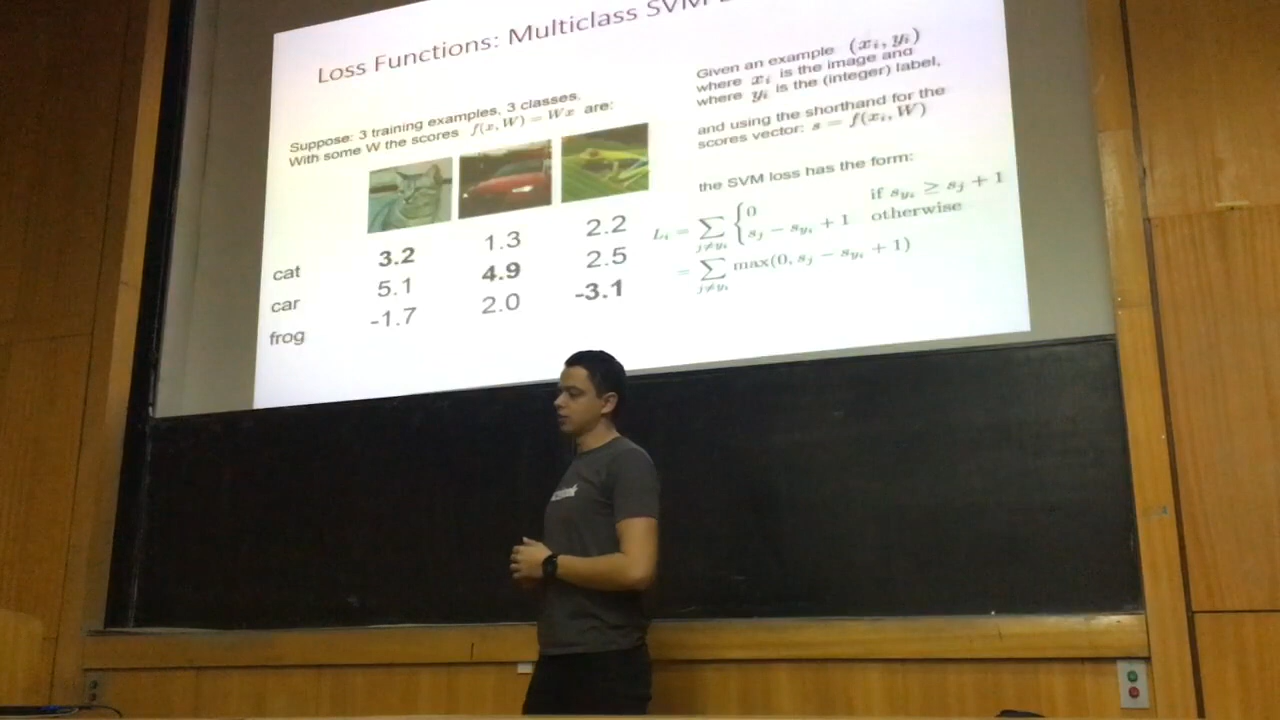 Loss Functions: Multiclass SVM
Suppose: 3 training examples, 3 classes.
With some W the scores f(x, W) = Wx are:
cat 3.2 1.3 2.2
car 5.1 4.9 2.5
frog -1.7 2.0 -3.1
Given an example (x_i, y_i)
where x_i is the image and
where y_i is the (integer) label,
and using the shorthand for the
scores vector: s = f(x_i, W)
the SVM loss has the form:
L_i = ∑_{j≠y_i} { 0 if s_{y_i} ≥ s_j + 1
s_j − s_{y_i} + 1 otherwise
= ∑_{j≠y_i} max(0, s_j − s_{y_i} + 1)